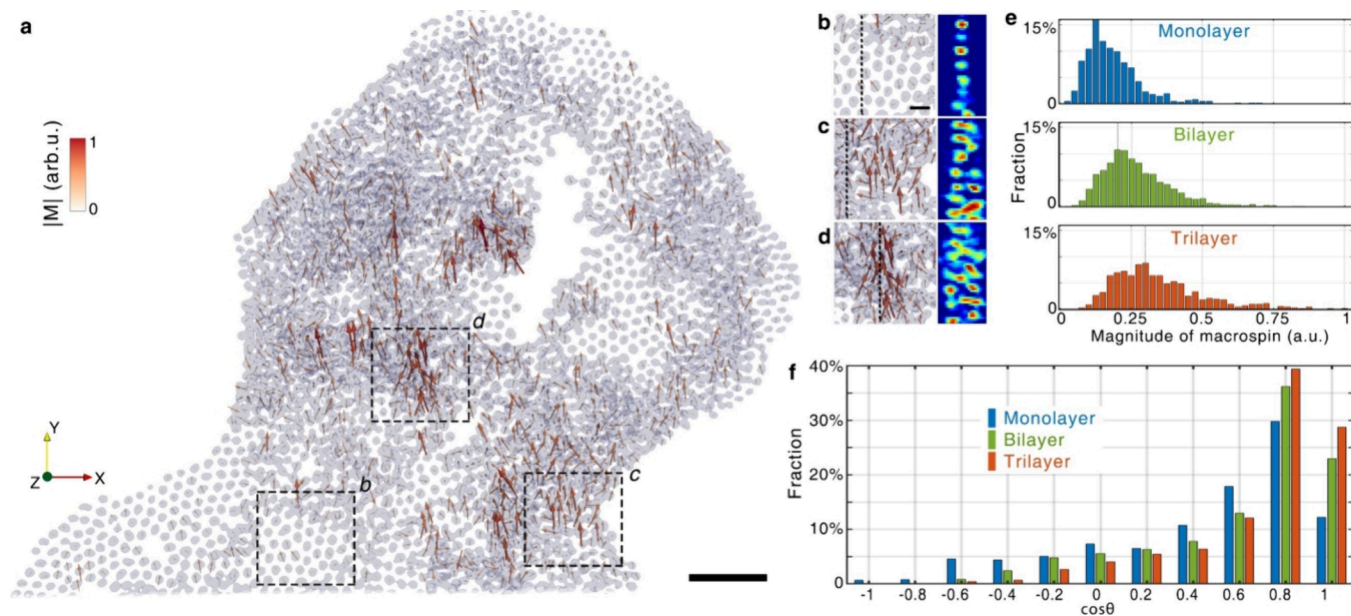 a
|M| (arb.u.)
1
0
d
b
c
Y
Z
X
b
c
d
e
15%
Monolayer
0
15%
Bilayer
0
Fraction
15%
Trilayer
0
0 0.25 0.5 0.75 1
Magnitude of macrospin (a.u.)
f
40%
30%
20%
10%
0
Fraction
Monolayer
Bilayer
Trilayer
-1 -0.8 -0.6 -0.4 -0.2 0 0.2 0.4 0.6 0.8 1
cosθ